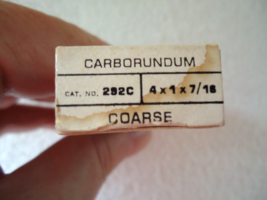 CARBORUNDUM
CAT. NO. 292C 4 x 1 x 7/16
COARSE